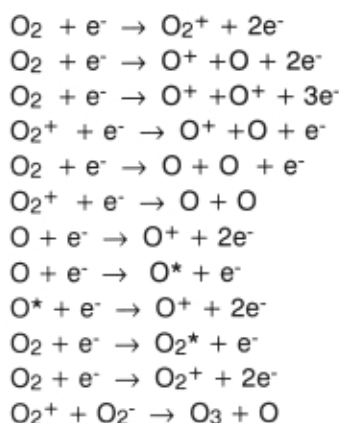 O₂ + e⁻ → O₂⁺ + 2e⁻
O₂ + e⁻ → O⁺ +O + 2e⁻
O₂ + e⁻ → O⁺ +O⁺ + 3e⁻
O₂⁺ + e⁻ → O⁺ +O + e⁻
O₂ + e⁻ → O + O + e⁻
O₂⁺ + e⁻ → O + O
O + e⁻ → O⁺ + 2e⁻
O + e⁻ → O* + e⁻
O* + e⁻ → O⁺ + 2e⁻
O₂ + e⁻ → O₂* + e⁻
O₂ + e⁻ → O₂⁺ + 2e⁻
O₂⁺ + O₂⁻ → O₃ + O